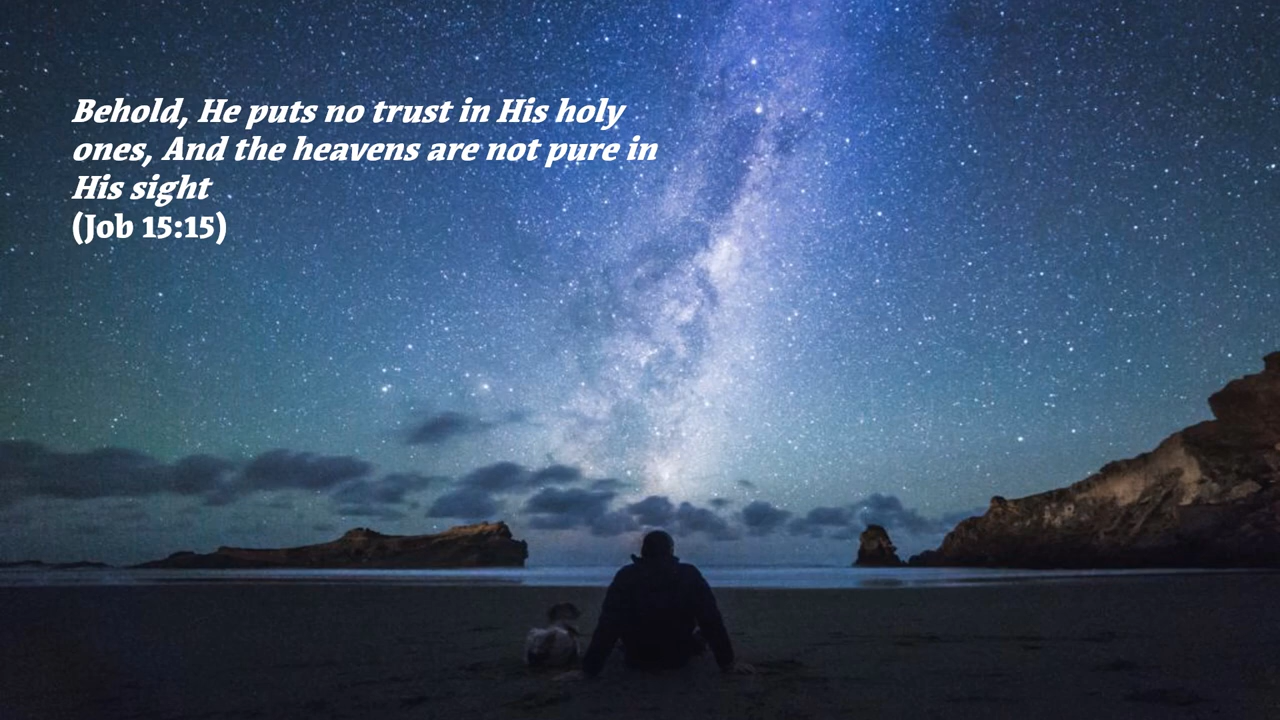 Behold, He puts no trust in His holy
ones, And the heavens are not pure in
His sight
(Job 15:15)